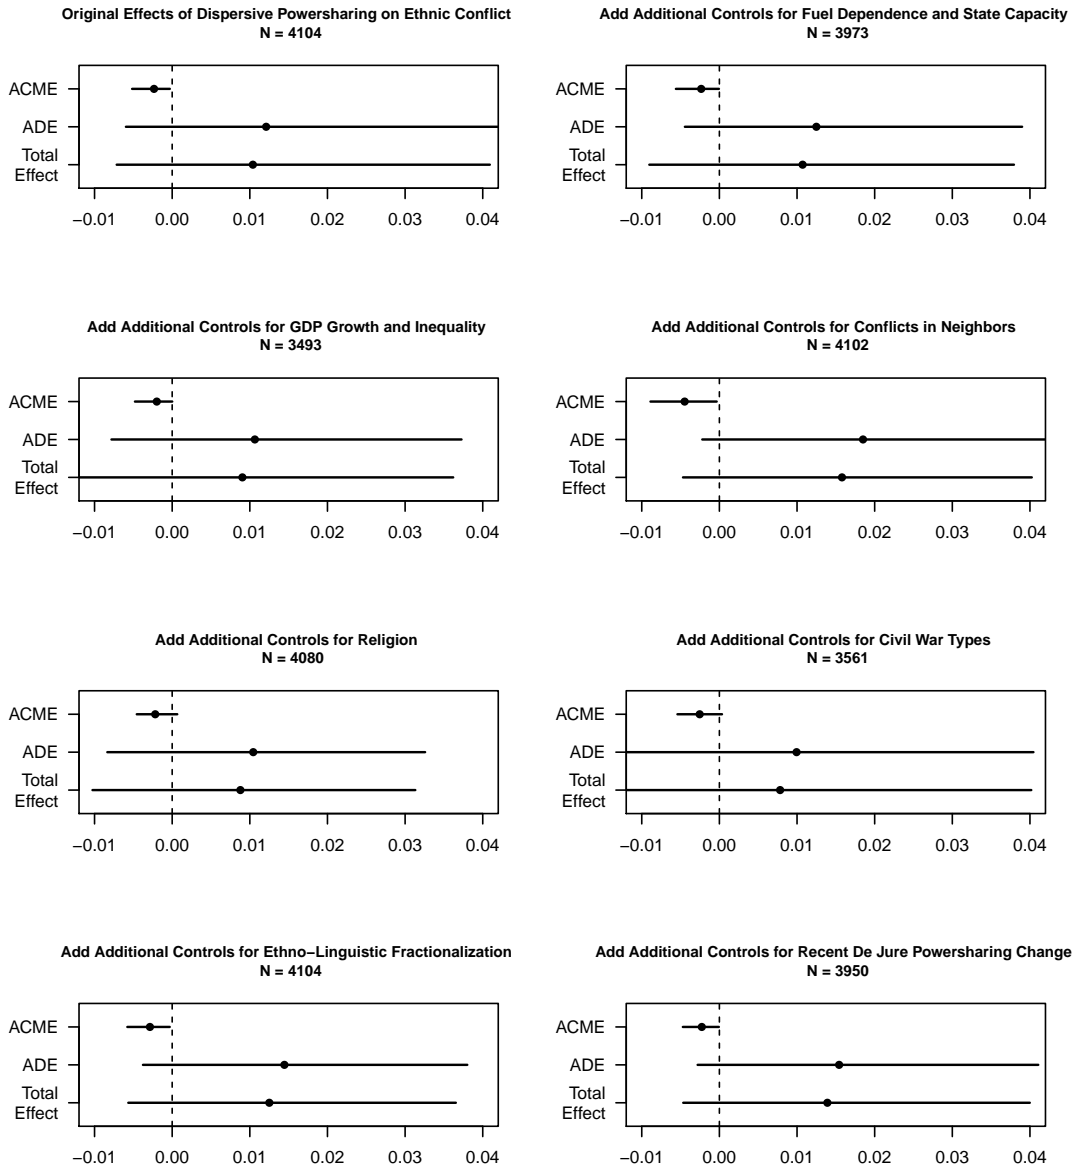 Original Effects of Dispersive Powersharing on Ethnic Conflict
N = 4104
ACME
ADE
Total
Effect
−0.01 0.00 0.01 0.02 0.03 0.04
Add Additional Controls for Fuel Dependence and State Capacity
N = 3973
ACME
ADE
Total
Effect
−0.01 0.00 0.01 0.02 0.03 0.04
Add Additional Controls for GDP Growth and Inequality
N = 3493
ACME
ADE
Total
Effect
−0.01 0.00 0.01 0.02 0.03 0.04
Add Additional Controls for Conflicts in Neighbors
N = 4102
ACME
ADE
Total
Effect
−0.01 0.00 0.01 0.02 0.03 0.04
Add Additional Controls for Religion
N = 4080
ACME
ADE
Total
Effect
−0.01 0.00 0.01 0.02 0.03 0.04
Add Additional Controls for Civil War Types
N = 3561
ACME
ADE
Total
Effect
−0.01 0.00 0.01 0.02 0.03 0.04
Add Additional Controls for Ethno−Linguistic Fractionalization
N = 4104
ACME
ADE
Total
Effect
−0.01 0.00 0.01 0.02 0.03 0.04
Add Additional Controls for Recent De Jure Powersharing Change
N = 3950
ACME
ADE
Total
Effect
−0.01 0.00 0.01 0.02 0.03 0.04